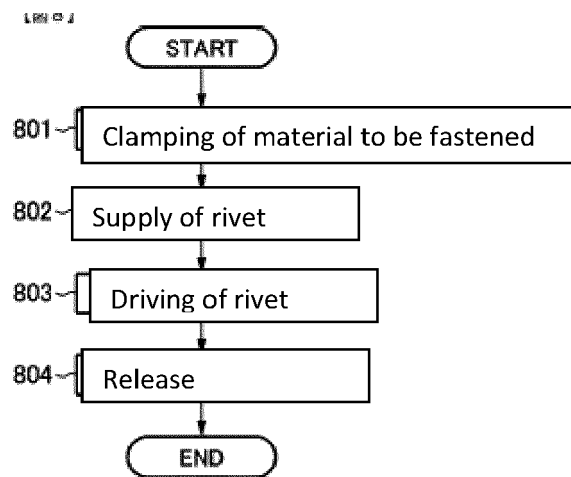 START
801 Clamping of material to be fastened
802 Supply of rivet
803 Driving of rivet
804 Release
END